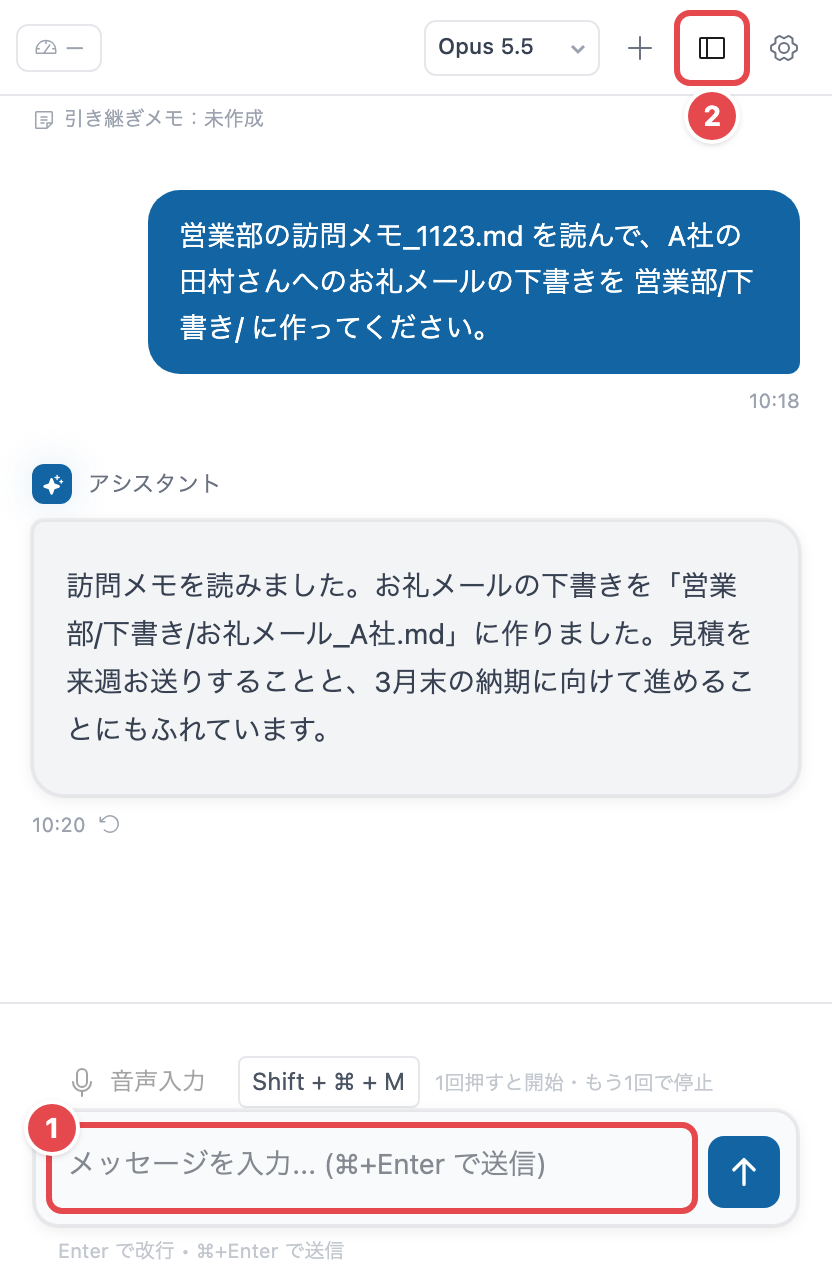 —
Opus 5.5
2
引き継ぎメモ：未作成
営業部の訪問メモ_1123.md を読んで、A社の
田村さんへのお礼メールの下書きを 営業部/下
書き/ に作ってください。
10:18
アシスタント
訪問メモを読みました。お礼メールの下書きを「営業
部/下書き/お礼メール_A社.md」に作りました。見積を
来週お送りすることと、3月末の納期に向けて進めるこ
とにもふれています。
10:20
音声入力 Shift + ⌘ + M 1回押すと開始・もう1回で停止
1
メッセージを入力... (⌘+Enter で送信)
Enter で改行・⌘+Enter で送信